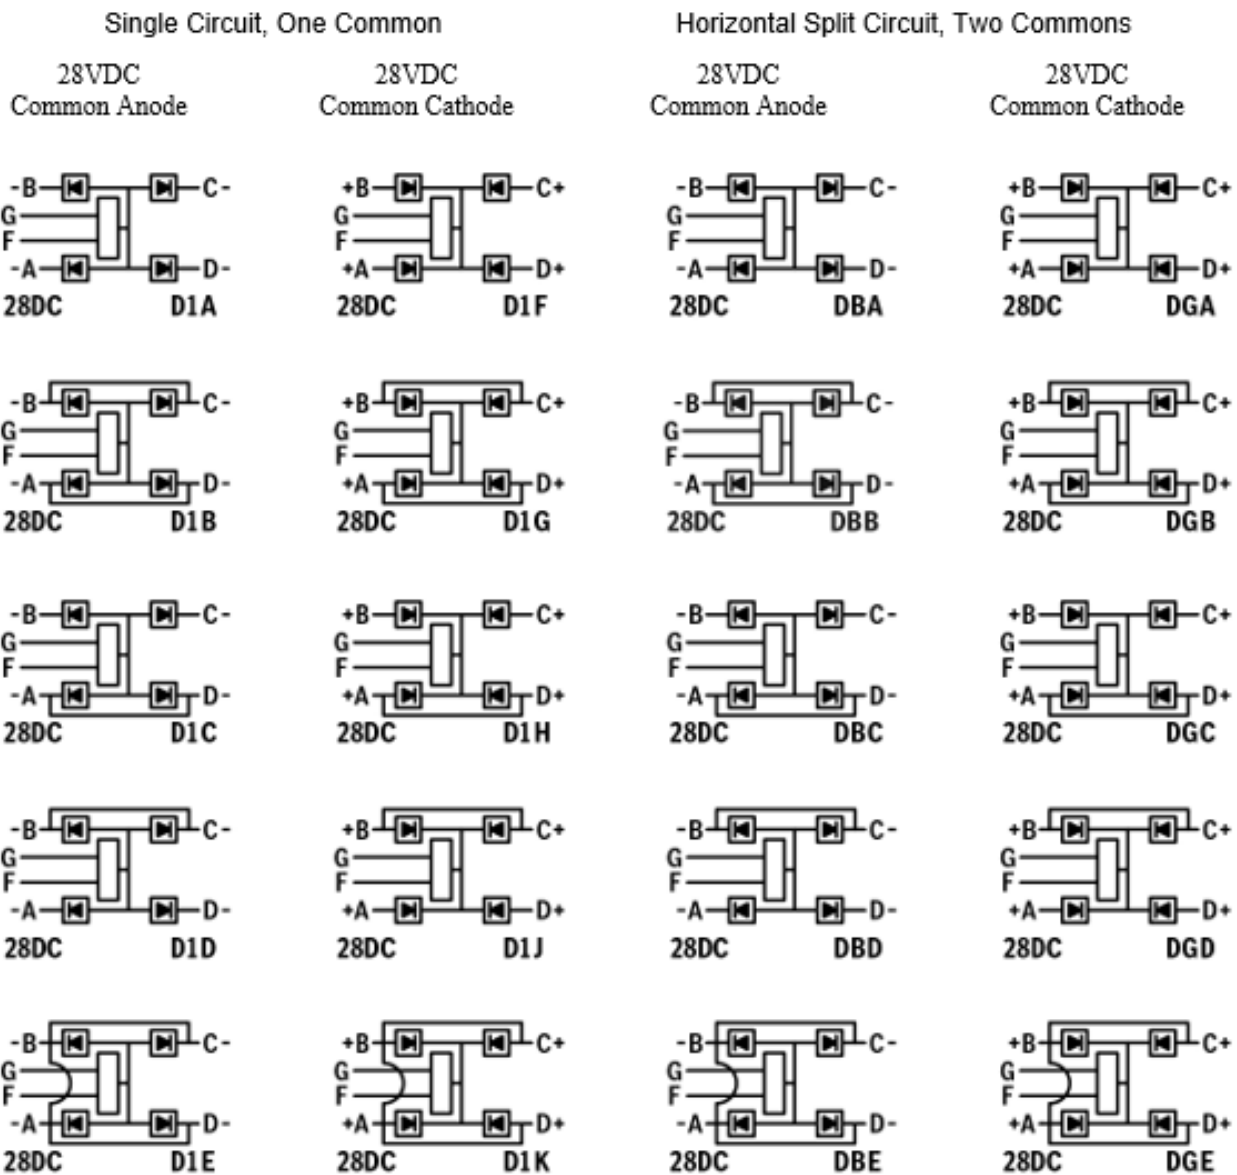 Single Circuit, One Common Horizontal Split Circuit, Two Commons
28VDC 28VDC 28VDC 28VDC
Common Anode Common Cathode Common Anode Common Cathode
-B C- +B C+ -B C- +B C+
G G G G
F F F F
-A D- +A D+ -A D- +A D+
28DC D1A 28DC D1F 28DC DBA 28DC DGA
-B C- +B C+ -B C- +B C+
G G G G
F F F F
-A D- +A D+ -A D- +A D+
28DC D1B 28DC D1G 28DC DBB 28DC DGB
-B C- +B C+ -B C- +B C+
G G G G
F F F F
-A D- +A D+ -A D- +A D+
28DC D1C 28DC D1H 28DC DBC 28DC DGC
-B C- +B C+ -B C- +B C+
G G G G
F F F F
-A D- +A D+ -A D- +A D+
28DC D1D 28DC D1J 28DC DBD 28DC DGD
-B C- +B C+ -B C- +B C+
G G G G
F F F F
-A D- +A D+ -A D- +A D+
28DC D1E 28DC D1K 28DC DBE 28DC DGE